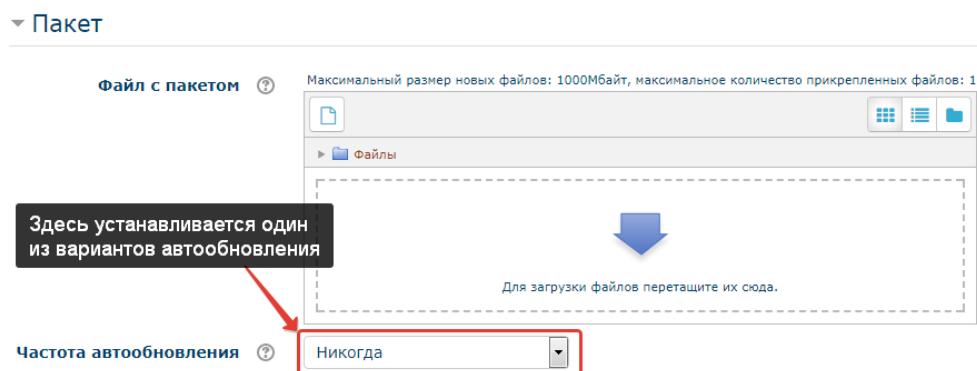 Пакет
Файл с пакетом
Максимальный размер новых файлов: 1000Мбайт, максимальное количество прикрепленных файлов: 1
Файлы
Здесь устанавливается один
из вариантов автообновления
Для загрузки файлов перетащите их сюда.
Частота автообновления
Никогда